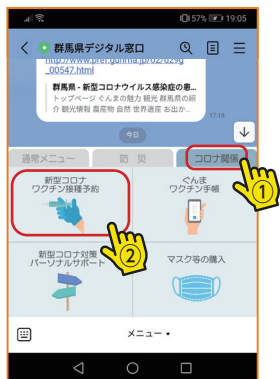 57% 19:05
群馬県デジタル窓口
http://www.pref.gunma.jp/02/d29g
_00547.html
群馬県 - 新型コロナウイルス感染症の患...
トップページ ぐんまの魅力 観光 群馬県の紹
介 観光情報 農産物 自然 世界遺産 お出か...
17:18
今日
通常メニュー 防 災 コロナ関係
①
新型コロナ
ワクチン接種予約
ぐんま
ワクチン手帳
②
新型コロナ対策
パーソナルサポート
マスク等の購入
メニュー